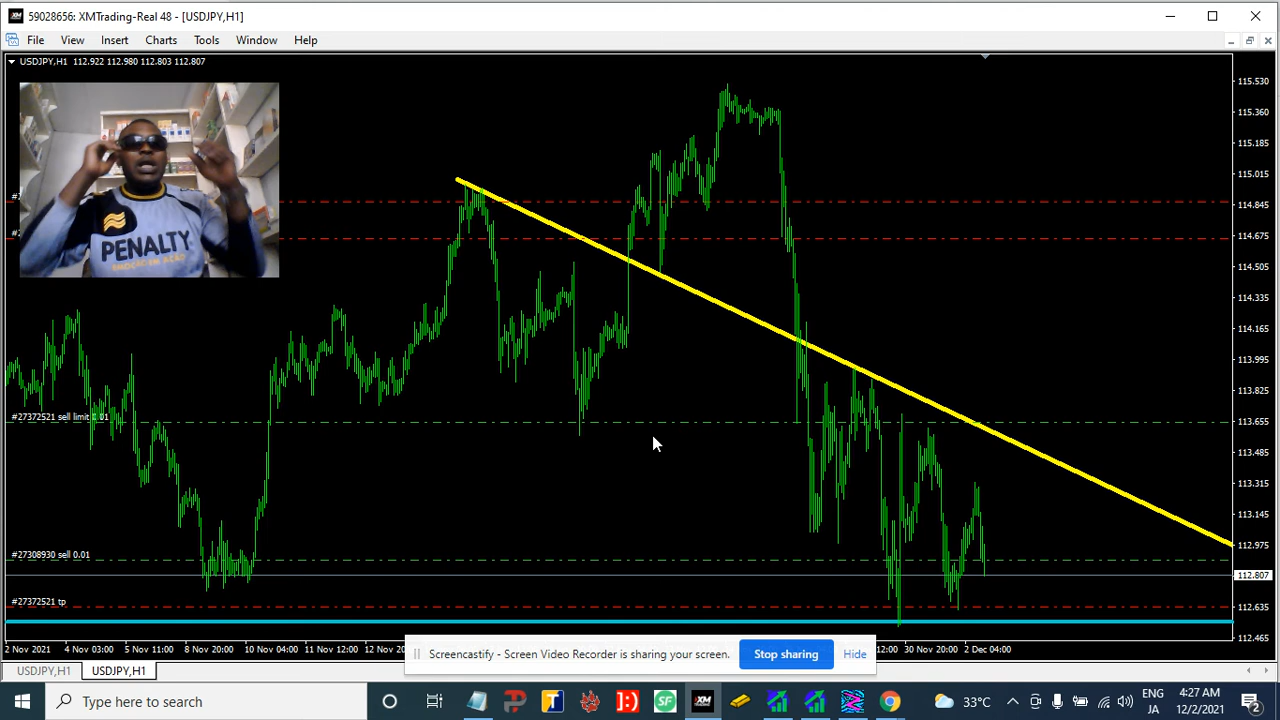 59028656: XMTrading-Real 48 - [USDJPY,H1]
File View Insert Charts Tools Window Help
USDJPY,H1 112.922 112.980 112.803 112.807
PENALTY
#27372521 sell limit 0.01
#27308930 sell 0.01
#27372521 tp
115.530
115.360
115.185
115.015
114.845
114.675
114.505
114.335
114.165
113.995
113.825
113.655
113.485
113.315
113.145
112.975
112.807
112.635
112.465
2 Nov 2021 4 Nov 03:00 5 Nov 11:00 8 Nov 20:00 10 Nov 04:00 11 Nov 12:00 12 Nov 20 12:00 30 Nov 20:00 2 Dec 04:00
Screencastify - Screen Video Recorder is sharing your screen. Stop sharing Hide
USDJPY,H1 USDJPY,H1
Type here to search
33°C
ENG
JA
4:27 AM
12/2/2021
2